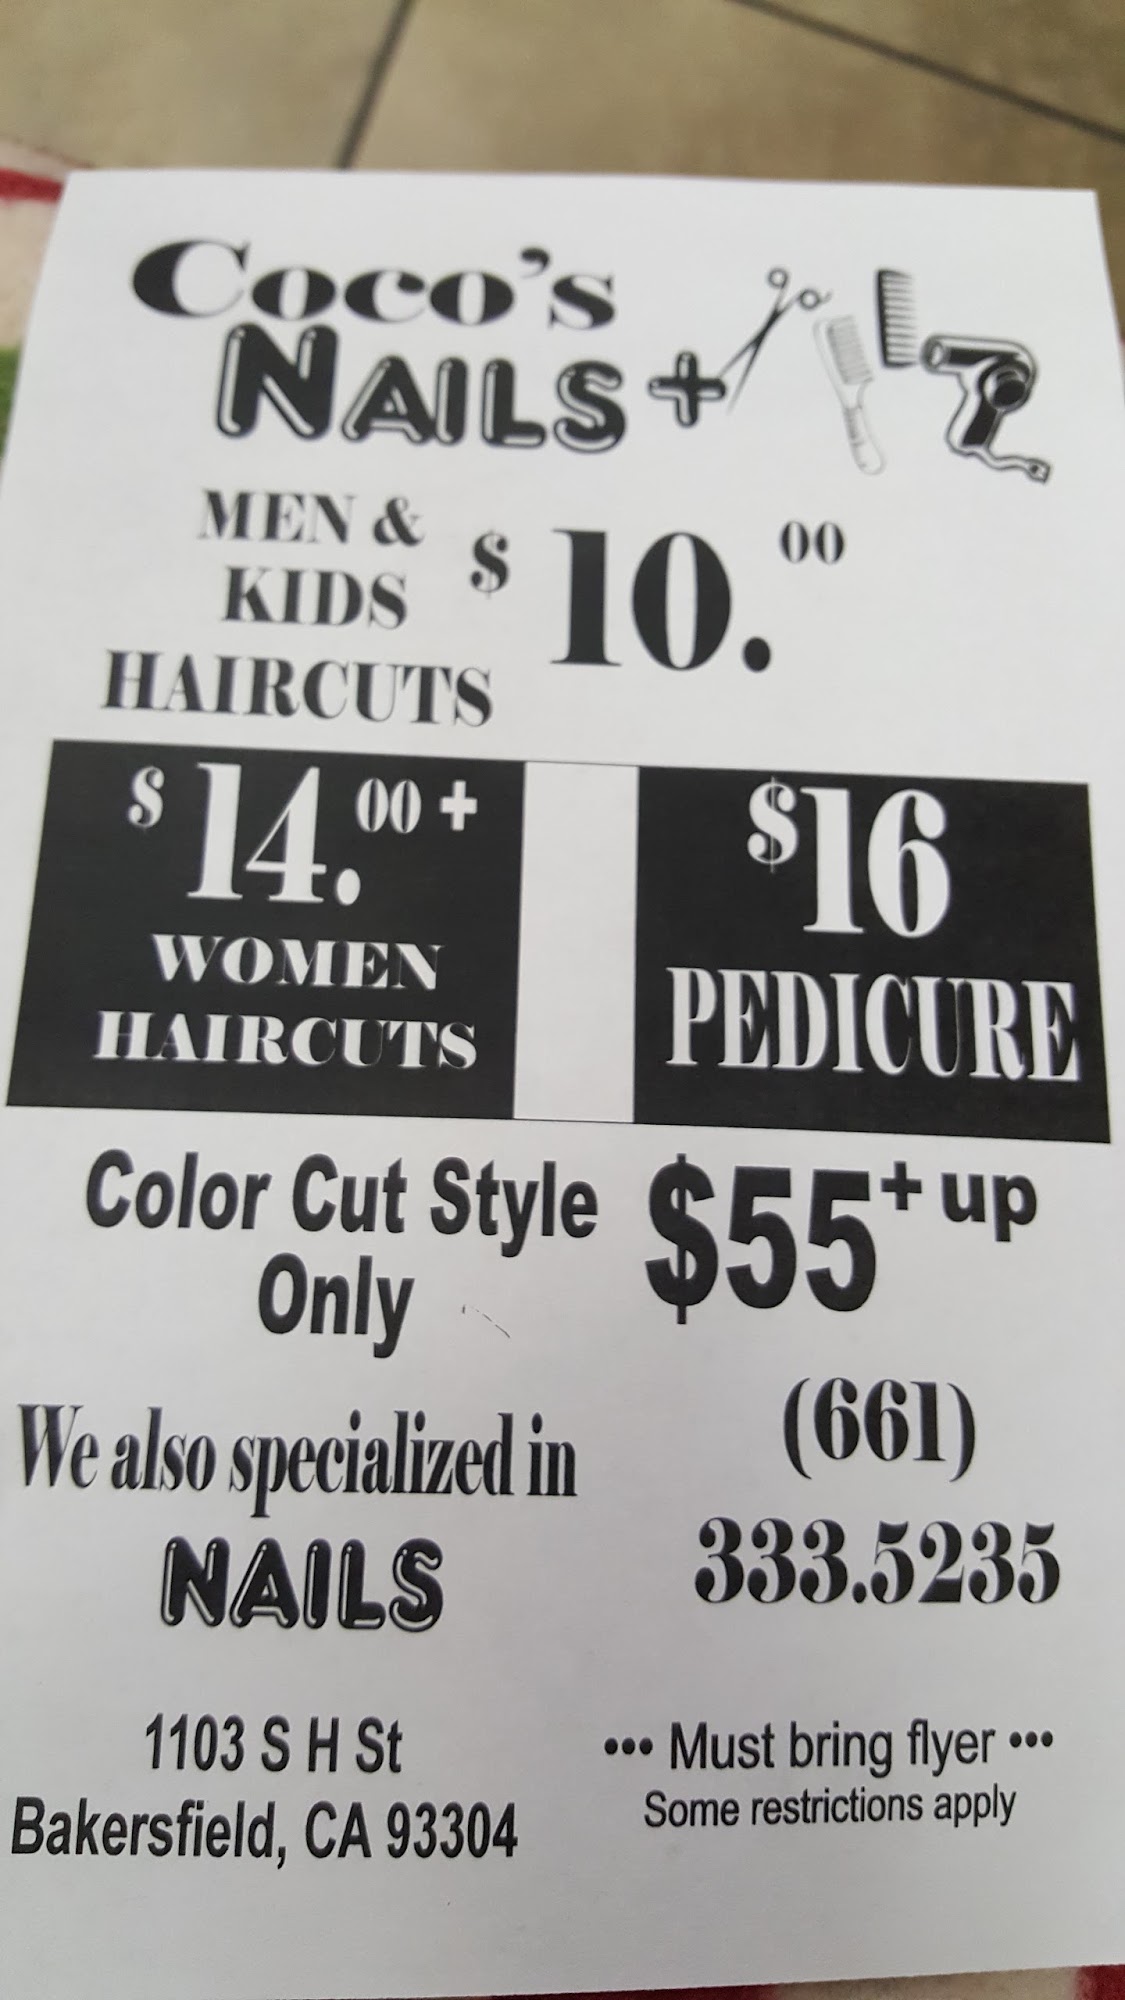 Coco's
NAILS +
MEN &
KIDS
HAIRCUTS
$ 10.00
$ 14.00 +
WOMEN
HAIRCUTS
$16
PEDICURE
Color Cut Style
Only
$55+ up
We also specialized in
NAILS
(661)
333.5235
1103 S H St
Bakersfield, CA 93304
••• Must bring flyer •••
Some restrictions apply